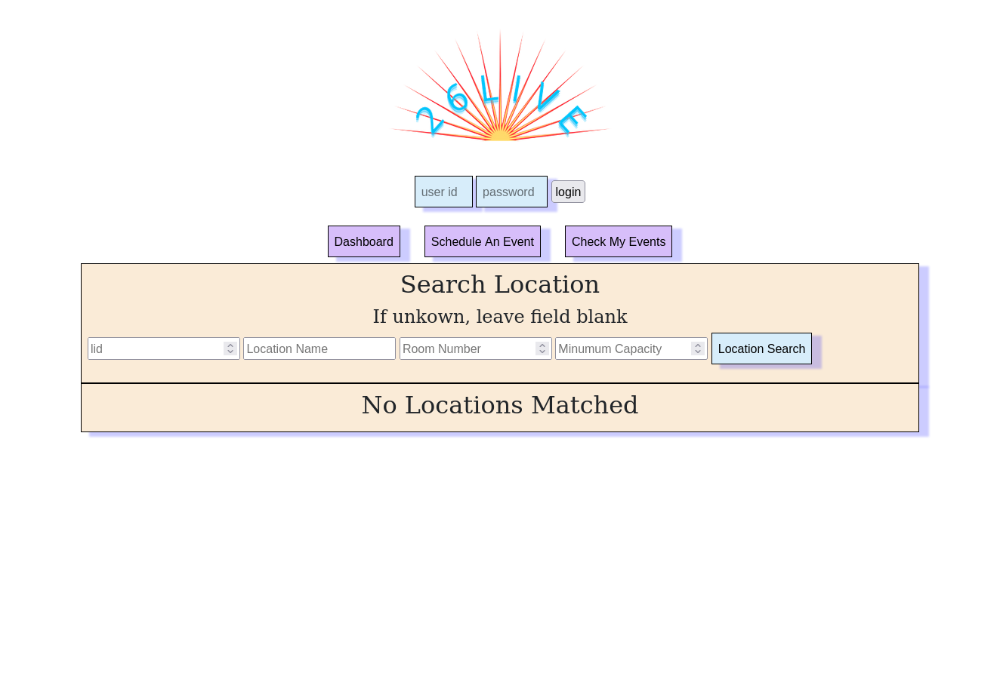 26LIVE
user id password login
Dashboard Schedule An Event Check My Events
Search Location
If unkown, leave field blank
lid Location Name Room Number Minumum Capacity Location Search
No Locations Matched